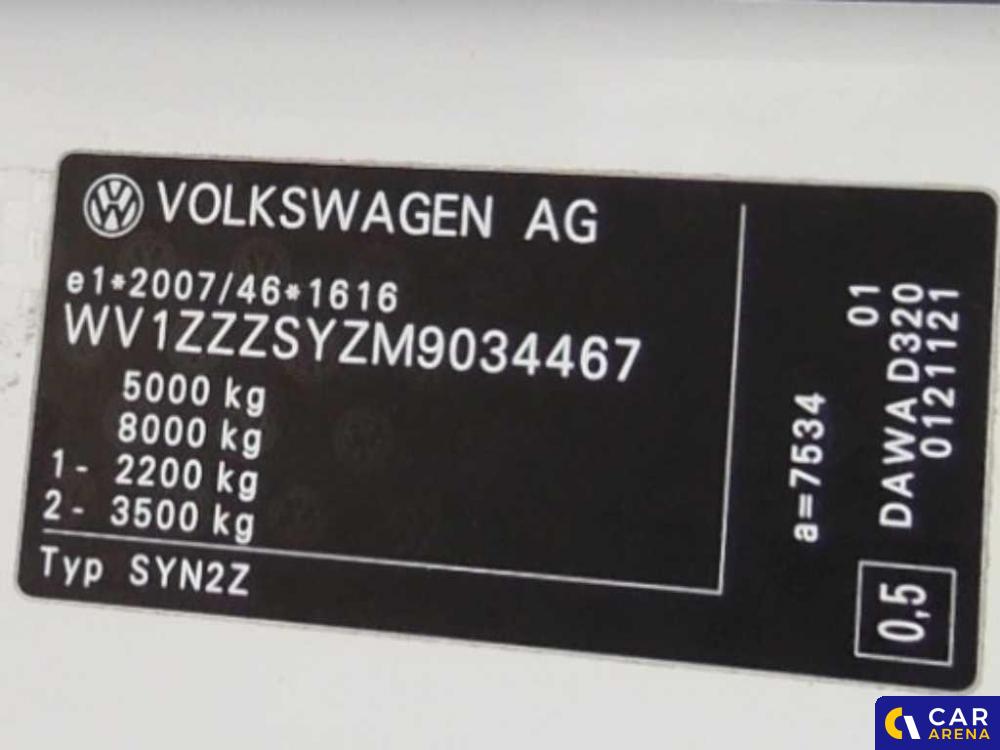 VOLKSWAGEN AG
e1*2007/46*1616
WV1ZZZSYZM9034467
5000 kg
8000 kg
1- 2200 kg
2- 3500 kg
Typ SYN2Z
a=7534
01
DAWA D320
01211121
0,5
CAR
ARENA